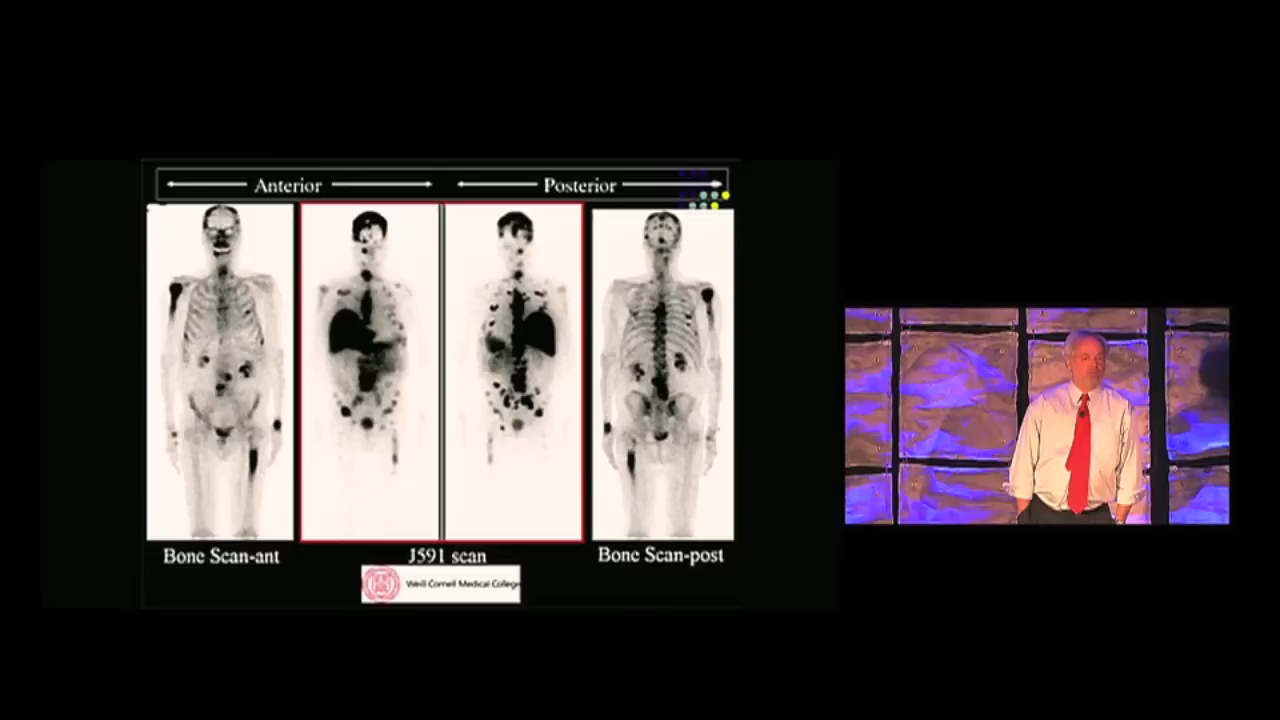 Anterior
Posterior
Bone Scan-ant
J591 scan
Bone Scan-post
Weill Cornell Medical College